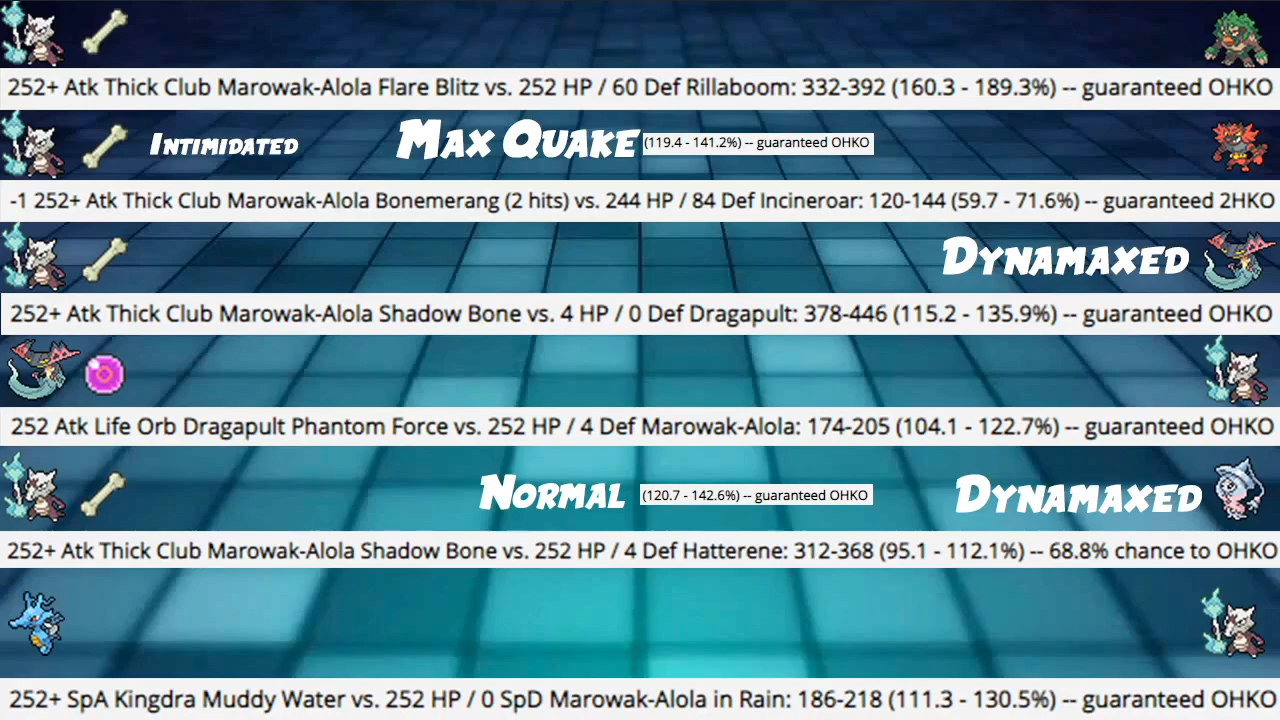 252+ Atk Thick Club Marowak-Alola Flare Blitz vs. 252 HP / 60 Def Rillaboom: 332-392 (160.3 - 189.3%) -- guaranteed OHKO
INTIMIDATED MAX QUAKE (119.4 - 141.2%) -- guaranteed OHKO
-1 252+ Atk Thick Club Marowak-Alola Bonemerang (2 hits) vs. 244 HP / 84 Def Incineroar: 120-144 (59.7 - 71.6%) -- guaranteed 2HKO
DYNAMAXED
252+ Atk Thick Club Marowak-Alola Shadow Bone vs. 4 HP / 0 Def Dragapult: 378-446 (115.2 - 135.9%) -- guaranteed OHKO
252 Atk Life Orb Dragapult Phantom Force vs. 252 HP / 4 Def Marowak-Alola: 174-205 (104.1 - 122.7%) -- guaranteed OHKO
NORMAL (120.7 - 142.6%) -- guaranteed OHKO DYNAMAXED
252+ Atk Thick Club Marowak-Alola Shadow Bone vs. 252 HP / 4 Def Hatterene: 312-368 (95.1 - 112.1%) -- 68.8% chance to OHKO
252+ SpA Kingdra Muddy Water vs. 252 HP / 0 SpD Marowak-Alola in Rain: 186-218 (111.3 - 130.5%) -- guaranteed OHKO